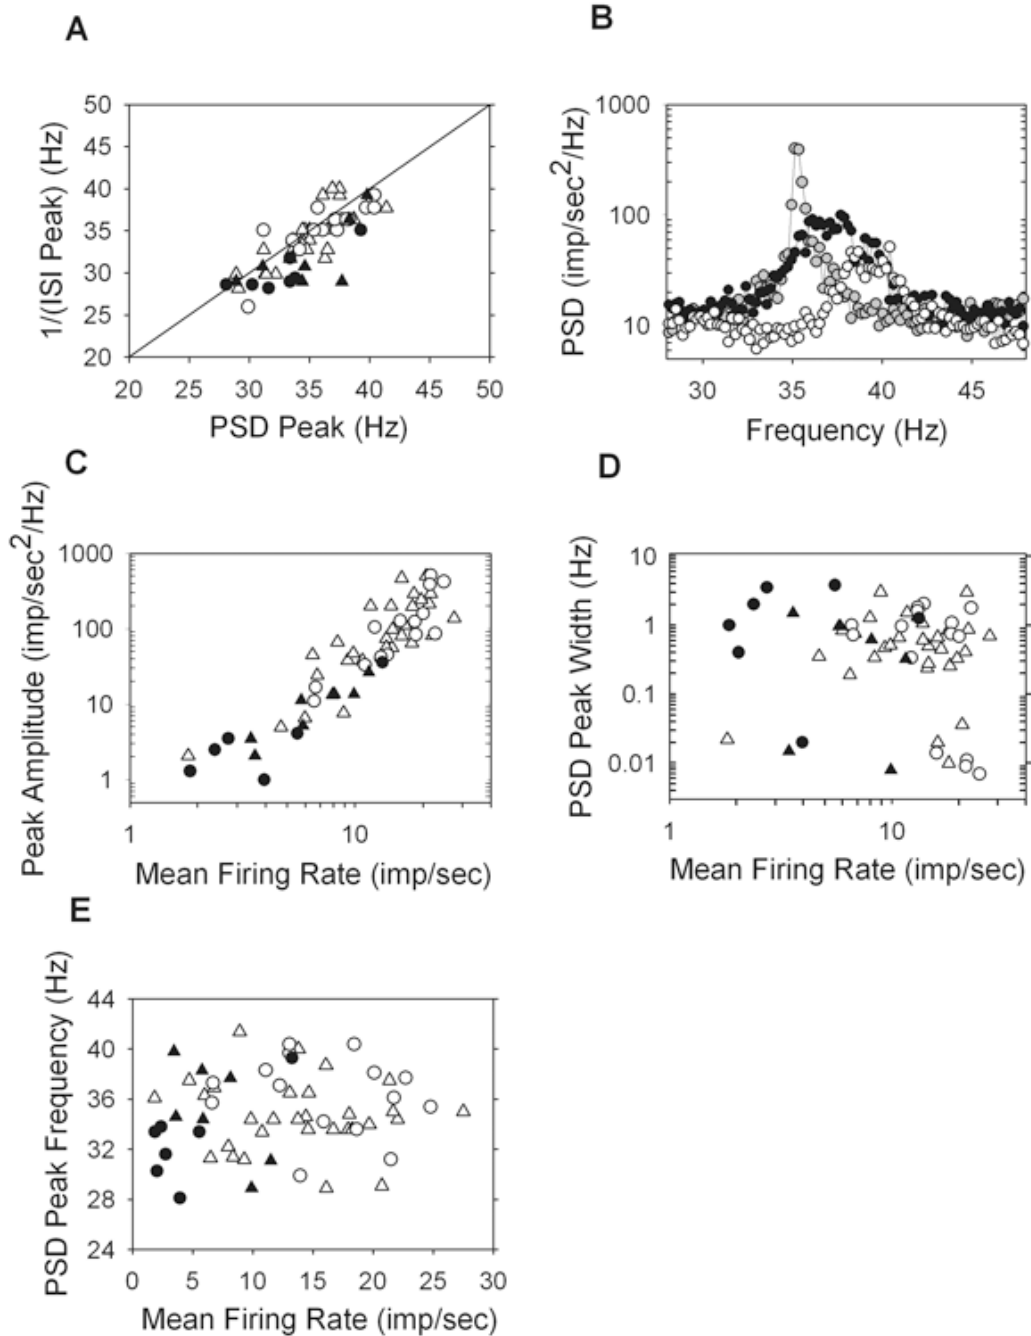 A
50
45
40
35
30
25
20
20 25 30 35 40 45 50
1/(ISI Peak) (Hz)
PSD Peak (Hz)
B
1000
100
10
30 35 40 45
PSD (imp/sec2/Hz)
Frequency (Hz)
C
1000
100
10
1
1 10
Peak Amplitude (imp/sec2/Hz)
Mean Firing Rate (imp/sec)
D
10
1
0.1
0.01
1 10
PSD Peak Width (Hz)
Mean Firing Rate (imp/sec)
E
44
40
36
32
28
24
0 5 10 15 20 25 30
PSD Peak Frequency (Hz)
Mean Firing Rate (imp/sec)